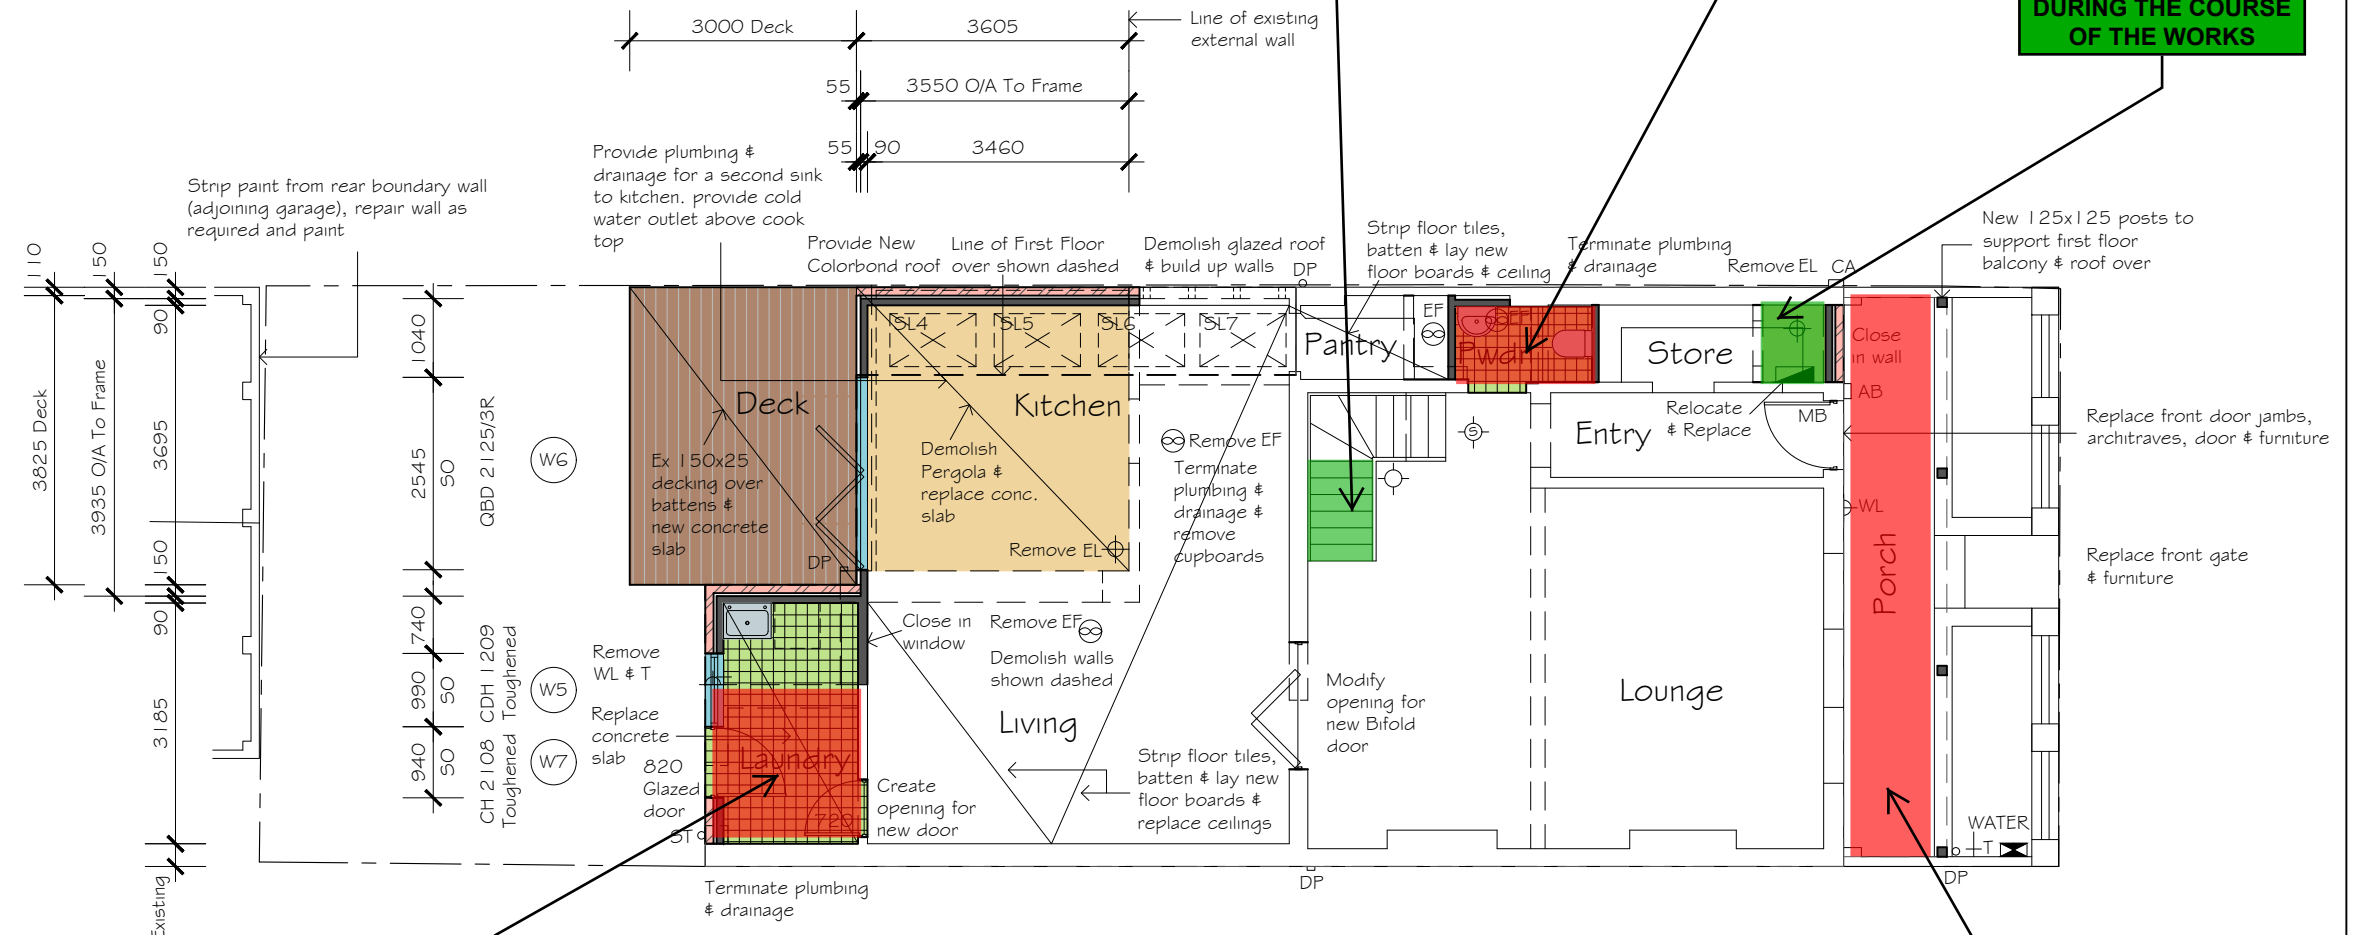 DURING THE COURSE
OF THE WORKS
3000 Deck
3605
Line of existing
external wall
55
3550 O/A To Frame
55
90
3460
Provide plumbing &
drainage for a second sink
to kitchen. provide cold
water outlet above cook
top
Strip paint from rear boundary wall
(adjoining garage), repair wall as
required and paint
Provide New
Colorbond roof
Line of First Floor
over shown dashed
Demolish glazed roof
& build up walls
DP
Strip floor tiles,
batten & lay new
floor boards & ceiling
Terminate plumbing
& drainage
Remove EL
CA
New 125x125 posts to
support first floor
balcony & roof over
110
150
150
90
3825 Deck
3935 O/A To Frame
3695
150
90
3185
Existing
1040
2545
50
740
990
50
940
50
QBD 2125/3R
CDH 1209
Toughened
CH 2108
Toughened
W6
W5
W7
Deck
Ex 150x25
decking over
battens &
new concrete
slab
DP
SL4
SL5
SL6
SL7
Kitchen
Demolish
Pergola &
replace conc.
slab
Remove EL
Remove EF
Terminate
plumbing &
drainage &
remove
cupboards
Pantry
EF
EF
Pwdr
Store
Close
in wall
AB
MB
Relocate
& Replace
Entry
S
WL
Porch
Replace front door jambs,
architraves, door & furniture
Replace front gate
& furniture
Remove
WL & T
Replace
concrete
slab
820
Glazed
door
Laundry
720
ST
Close in
window
Remove EF
Demolish walls
shown dashed
Living
Create
opening for
new door
Strip floor tiles,
batten & lay new
floor boards &
replace ceilings
Modify
opening for
new Bifold
door
Lounge
WATER
T
DP
DP
Terminate plumbing
& drainage